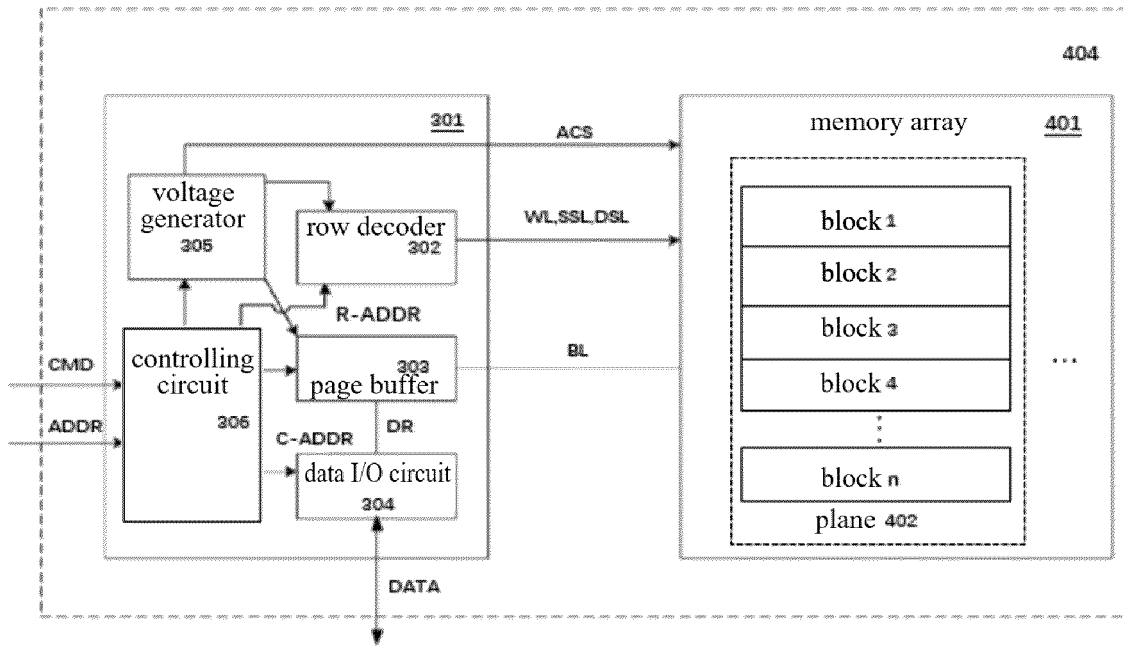 404
301
ACS
memory array
401
voltage
generator
305
row decoder
302
WL,SSL,DSL
block 1
block 2
R-ADDR
block 3
CMD
controlling
circuit
306
303
page buffer
BL
...
block 4
ADDR
C-ADDR
DR
data I/O circuit
304
block n
plane 402
DATA